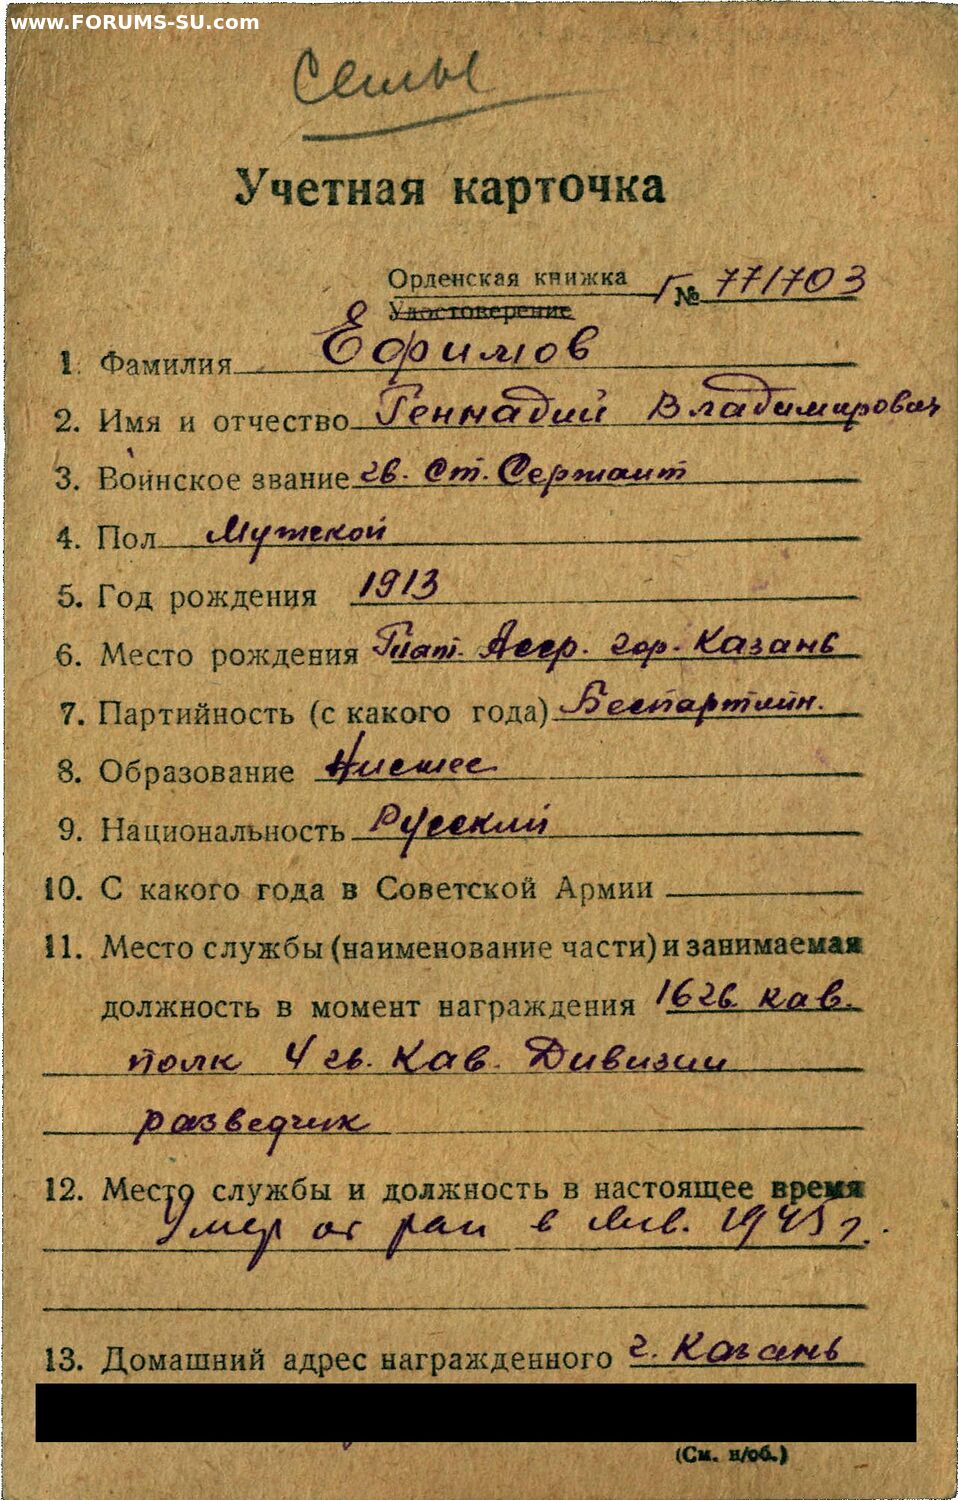 www.FORUMS-SU.com
Семье
Учетная карточка
Орденская книжка Г № 771703
Удостоверение
1. Фамилия Ефимов
2. Имя и отчество Геннадий Владимирович
3. Воинское звание гв. Ст. Сержант
4. Пол Мужской
5. Год рождения 1913
6. Место рождения Тат. Асср. гор. Казань
7. Партийность (с какого года) Беспартийн.
8. Образование Низшее
9. Национальность Русский
10. С какого года в Советской Армии
11. Место службы (наименование части) и занимаемая
должность в момент награждения 16 гв. кав.
полк 4 гв. Кав. Дивизии
разведчик
12. Место службы и должность в настоящее время
Умер от ран в янв. 1945 г.
13. Домашний адрес награжденного г. Казань
(См. н/об.)